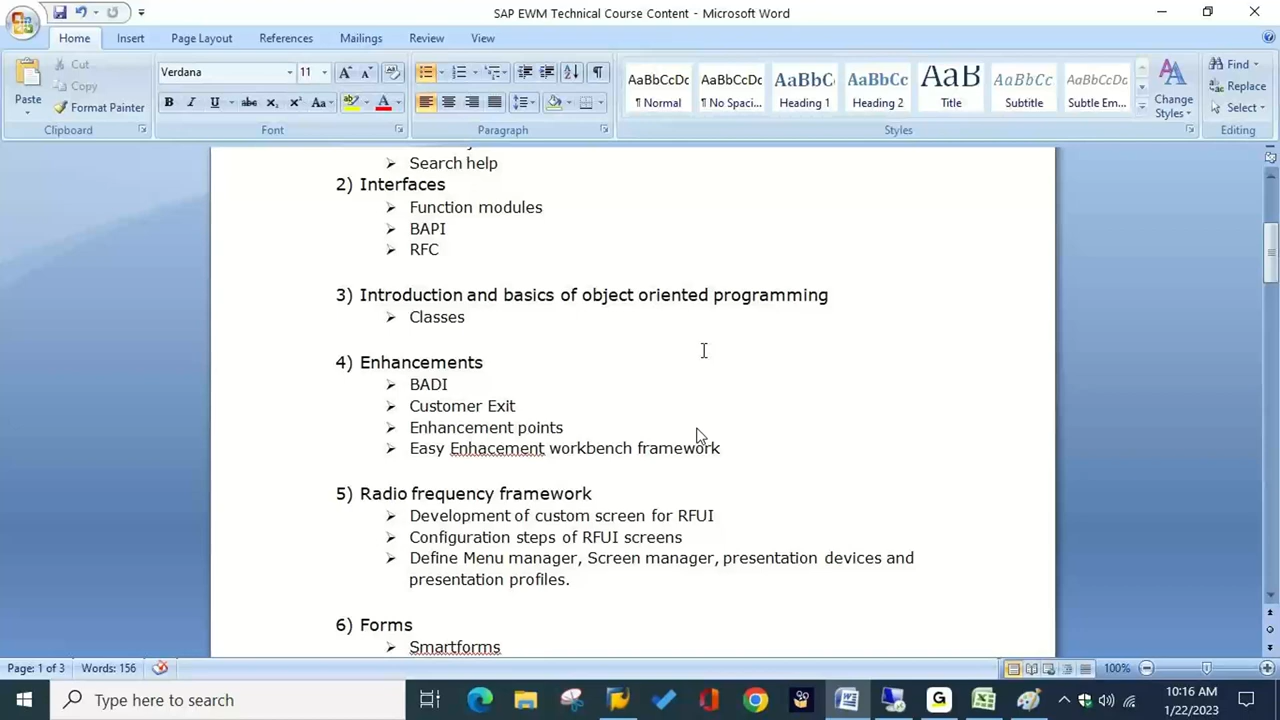 SAP EWM Technical Course Content - Microsoft Word
Home Insert Page Layout References Mailings Review View
Paste
Cut
Copy
Format Painter
Clipboard
Verdana 11
B I U abc X₂ X² Aa A
Font
Paragraph
AaBbCcDc AaBbCcDc AaBbC AaBbCc AaB AaBbCc AaBbCcDc
¶ Normal ¶ No Spaci... Heading 1 Heading 2 Title Subtitle Subtle Em...
Styles
Change
Styles
Find
Replace
Select
Editing
Search help
2) Interfaces
Function modules
BAPI
RFC
3) Introduction and basics of object oriented programming
Classes
4) Enhancements
BADI
Customer Exit
Enhancement points
Easy Enhacement workbench framework
5) Radio frequency framework
Development of custom screen for RFUI
Configuration steps of RFUI screens
Define Menu manager, Screen manager, presentation devices and
presentation profiles.
6) Forms
Smartforms
Page: 1 of 3 Words: 156 100%
Type here to search
10:16 AM
1/22/2023